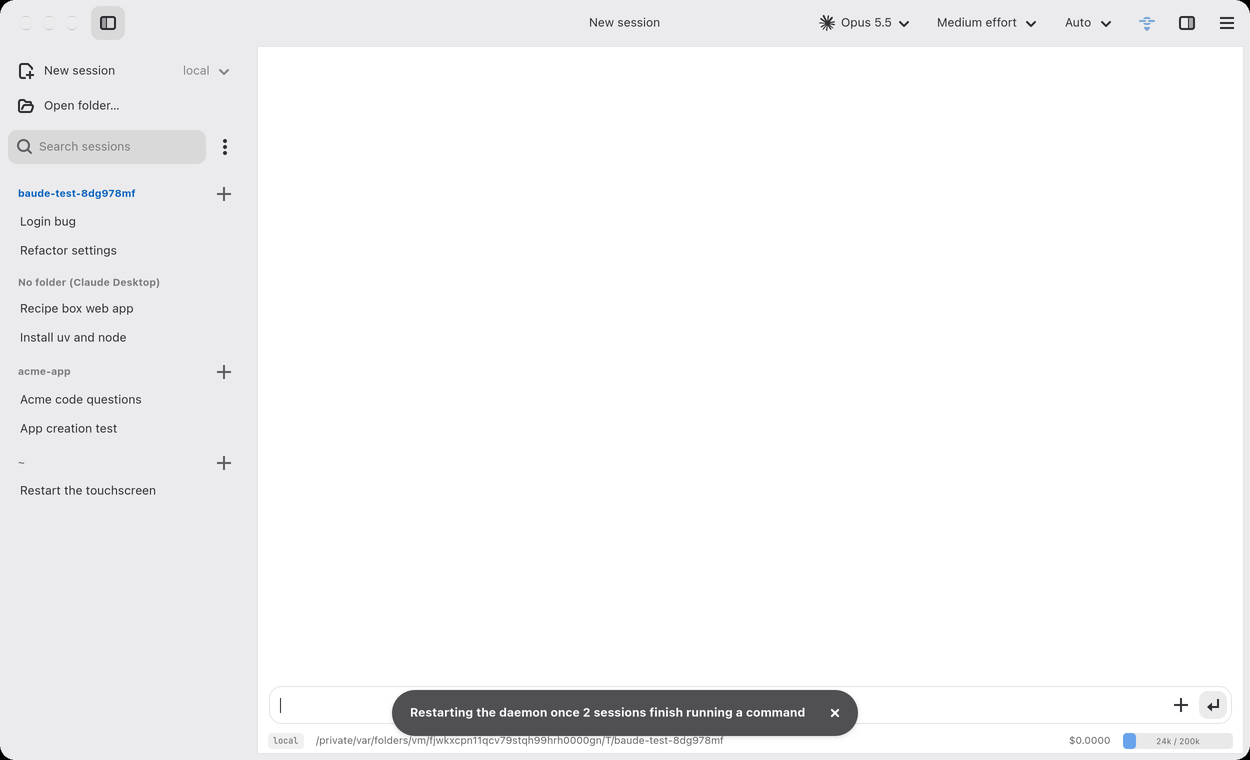 New session
Opus 5.5
Medium effort
Auto
New session
local
Open folder...
Search sessions
baude-test-8dg978mf
Login bug
Refactor settings
No folder (Claude Desktop)
Recipe box web app
Install uv and node
acme-app
Acme code questions
App creation test
~
Restart the touchscreen
Restarting the daemon once 2 sessions finish running a command
local
/private/var/folders/vm/fjwkxcpn11qcv79stqh99hrh0000gn/T/baude-test-8dg978mf
$0.0000
24k / 200k